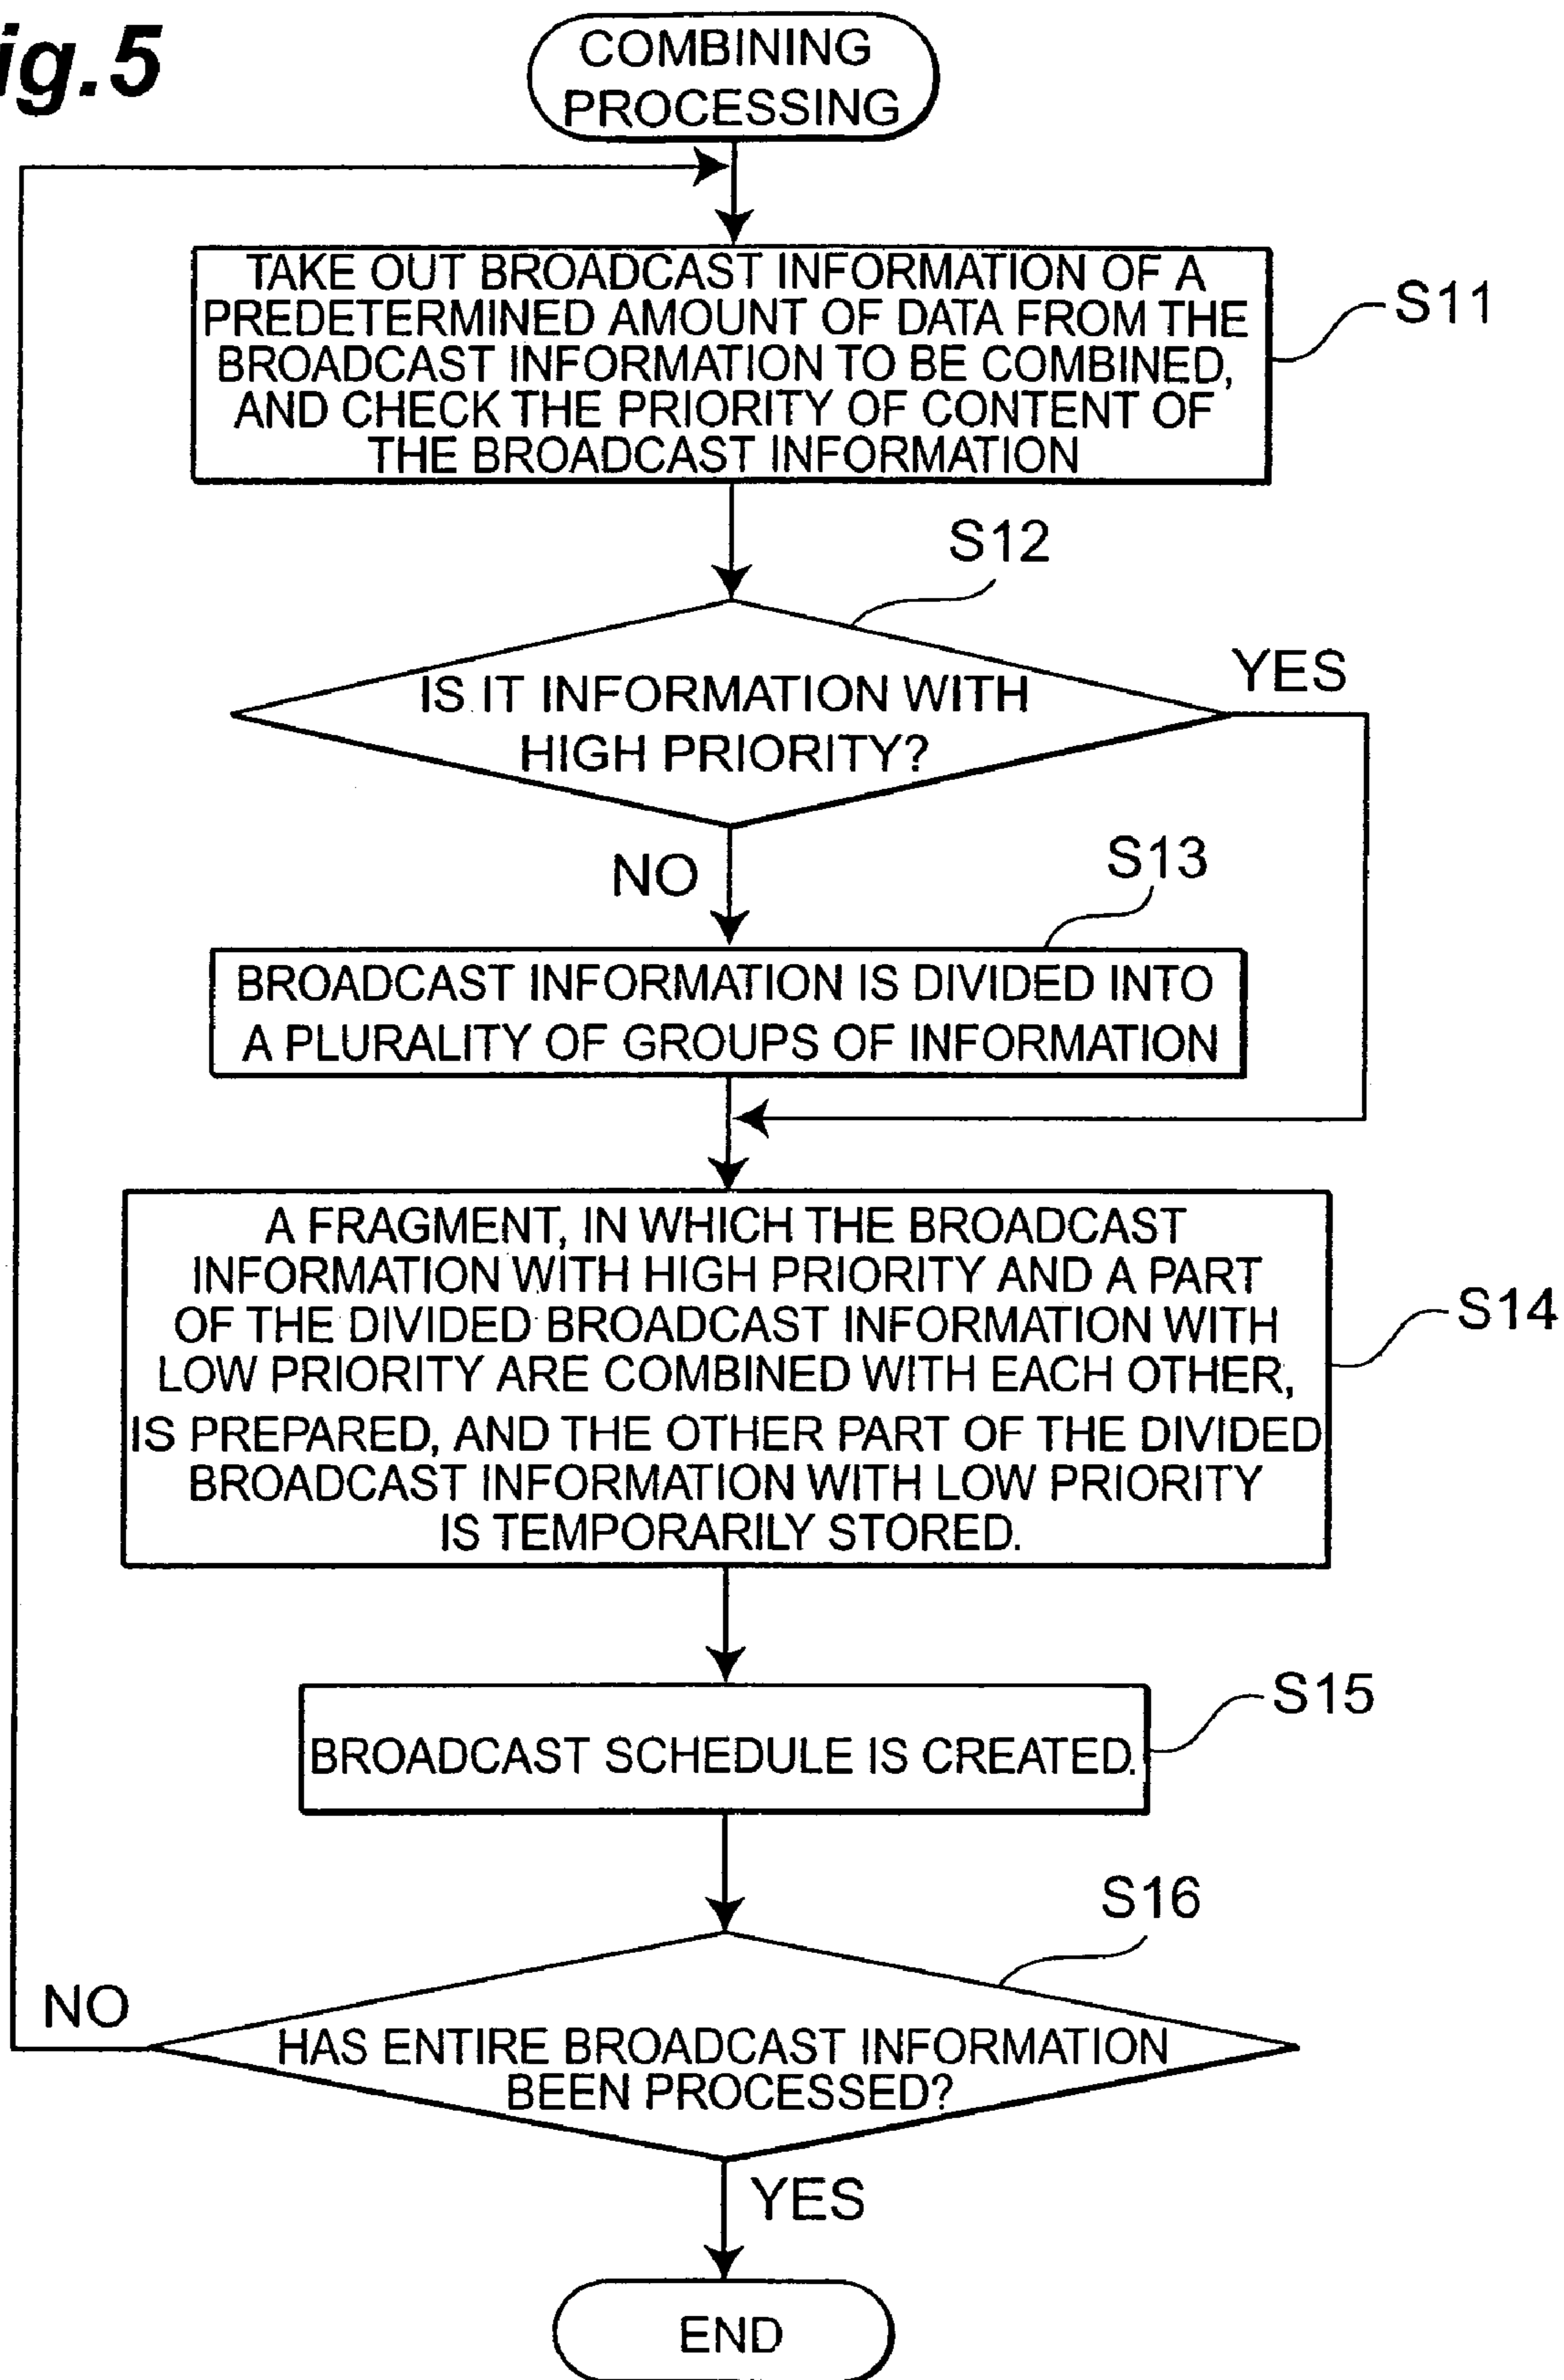 ig.5
COMBINING
PROCESSING
TAKE OUT BROADCAST INFORMATION OF A
PREDETERMINED AMOUNT OF DATA FROM THE
BROADCAST INFORMATION TO BE COMBINED,
AND CHECK THE PRIORITY OF CONTENT OF
THE BROADCAST INFORMATION
S11
S12
IS IT INFORMATION WITH
HIGH PRIORITY?
YES
NO
S13
BROADCAST INFORMATION IS DIVIDED INTO
A PLURALITY OF GROUPS OF INFORMATION
A FRAGMENT, IN WHICH THE BROADCAST
INFORMATION WITH HIGH PRIORITY AND A PART
OF THE DIVIDED BROADCAST INFORMATION WITH
LOW PRIORITY ARE COMBINED WITH EACH OTHER,
IS PREPARED, AND THE OTHER PART OF THE DIVIDED
BROADCAST INFORMATION WITH LOW PRIORITY
IS TEMPORARILY STORED.
S14
BROADCAST SCHEDULE IS CREATED.
S15
S16
HAS ENTIRE BROADCAST INFORMATION
BEEN PROCESSED?
NO
YES
END